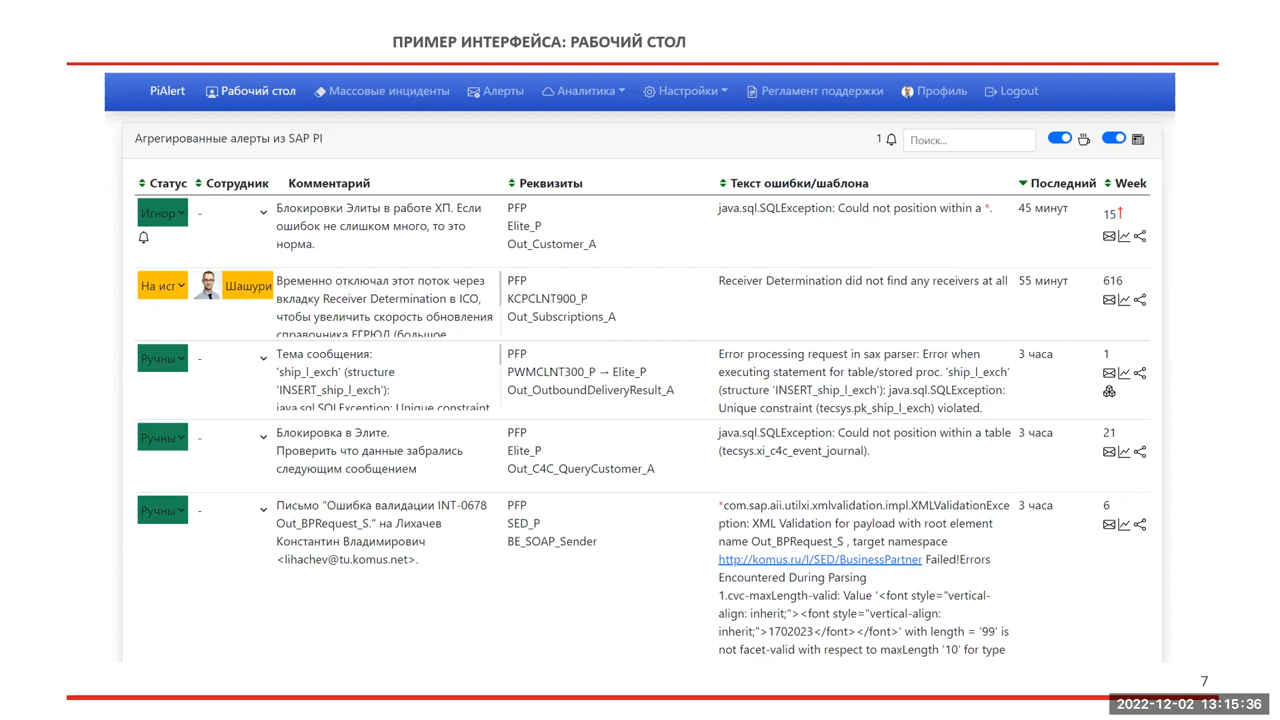 ПРИМЕР ИНТЕРФЕЙСА: РАБОЧИЙ СТОЛ
PiAlert Рабочий стол Массовые инциденты Алерты Аналитика Настройки Регламент поддержки Профиль Logout
Агрегированные алерты из SAP PI 1 Поиск...
Статус Сотрудник Комментарий Реквизиты Текст ошибки/шаблона Последний Week
Игнор - Блокировки Элиты в работе ХП. Если PFP java.sql.SQLException: Could not position within a *. 45 минут 15↑
ошибок не слишком много, то это Elite_P
норма. Out_Customer_A
На исг Шашури Временно отключал этот поток через PFP Receiver Determination did not find any receivers at all 55 минут 616
вкладку Receiver Determination в ICO, KCPCLNT900_P
чтобы увеличить скорость обновления Out_Subscriptions_A
справочника ЕГРЮЛ (большое
Ручны - Тема сообщения: PFP Error processing request in sax parser: Error when 3 часа 1
'ship_l_exch' (structure PWMCLNT300_P → Elite_P executing statement for table/stored proc. 'ship_l_exch'
'INSERT_ship_l_exch'): Out_OutboundDeliveryResult_A (structure 'INSERT_ship_l_exch'): java.sql.SQLException:
java.sql.SQLException: Unique constraint Unique constraint (tecsys.pk_ship_l_exch) violated.
Ручны - Блокировка в Элите. PFP java.sql.SQLException: Could not position within a table 3 часа 21
Проверить что данные забрались Elite_P (tecsys.xi_c4c_event_journal).
следующим сообщением Out_C4C_QueryCustomer_A
Ручны - Письмо "Ошибка валидации INT-0678 PFP *com.sap.aii.utilxi.xmlvalidation.impl.XMLValidationExce 3 часа 6
Out_BPRequest_S." на Лихачев SED_P ption: XML Validation for payload with root element
Константин Владимирович BE_SOAP_Sender name Out_BPRequest_S , target namespace
<lihachev@tu.komus.net>. http://komus.ru/I/SED/BusinessPartner Failed!Errors
Encountered During Parsing
1.cvc-maxLength-valid: Value '<font style="vertical-
align: inherit;"><font style="vertical-align:
inherit;">1702023</font></font>' with length = '99' is
not facet-valid with respect to maxLength '10' for type
7
2022-12-02 13:15:36